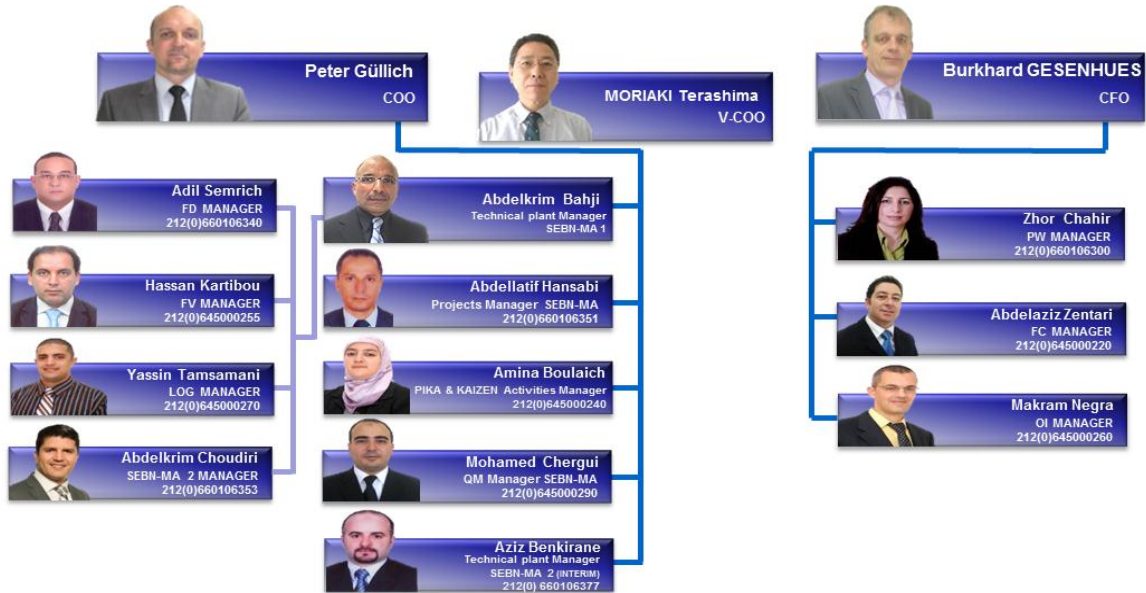 Peter Güllich
COO
MORIAKI Terashima
V-COO
Burkhard GESENHUES
CFO
Adil Semrich
FD MANAGER
212(0)660106340
Hassan Kartibou
FV MANAGER
212(0)645000255
Yassin Tamsamani
LOG MANAGER
212(0)645000270
Abdelkrim Choudiri
SEBN-MA 2 MANAGER
212(0)660106353
Abdelkrim Bahji
Technical plant Manager
SEBN-MA 1
Abdellatif Hansabi
Projects Manager SEBN-MA
212(0)660106351
Amina Boulaich
PIKA & KAIZEN Activities Manager
212(0)645000240
Mohamed Chergui
QM Manager SEBN-MA
212(0)645000290
Aziz Benkirane
Technical plant Manager
SEBN-MA 2 (INTERIM)
212(0) 660106377
Zhor Chahir
PW MANAGER
212(0)660106300
Abdelaziz Zentari
FC MANAGER
212(0)645000220
Makram Negra
OI MANAGER
212(0)645000260